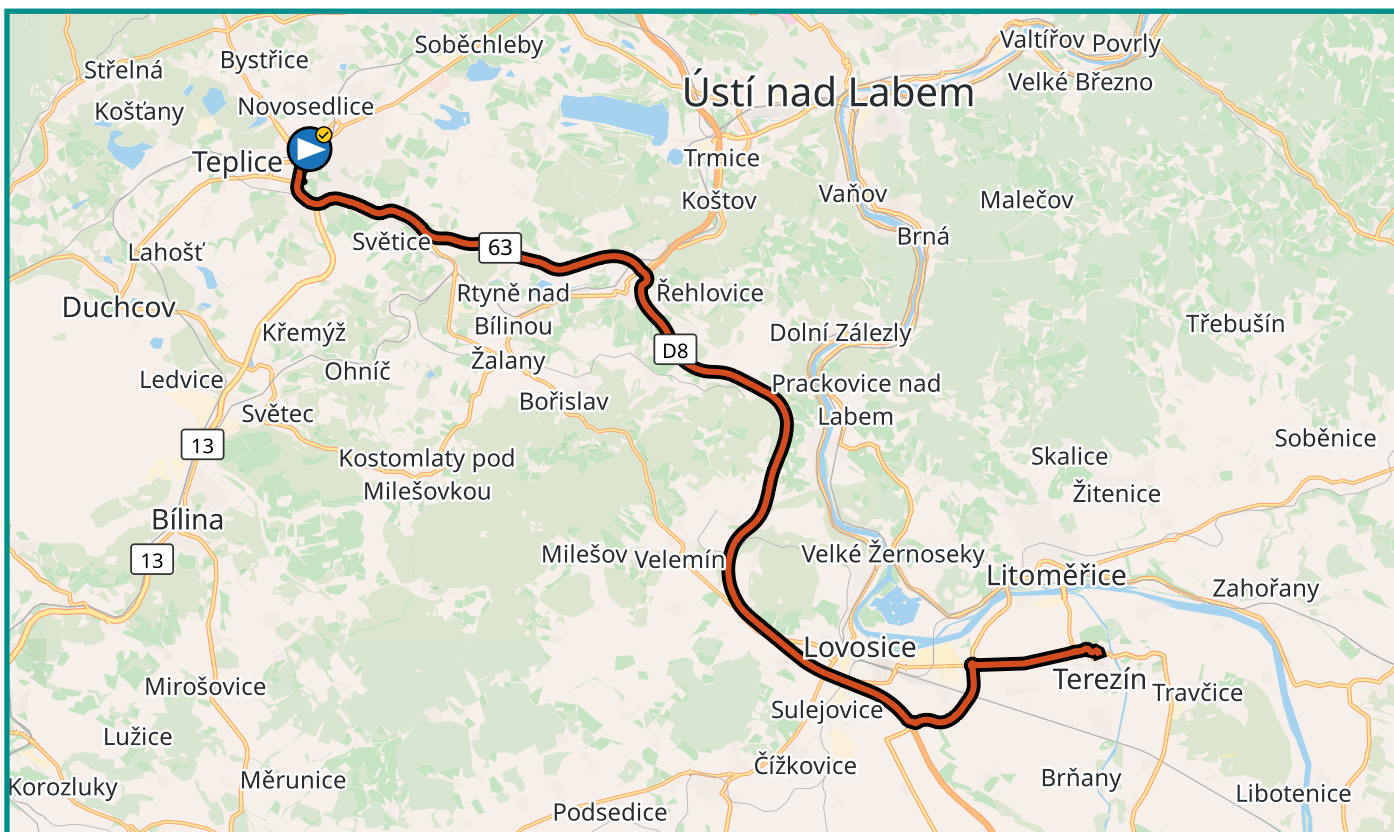 Valtířov
Povrly
Soběchleby
Bystřice
Střelná
Velké Březno
Ústí nad Labem
Novosedlice
Košťany
Teplice
Trmice
Koštov
Vaňov
Malečov
Brná
Světice
63
Lahošť
Rtyně nad
Bílinou
Řehlovice
Duchcov
Třebušín
Křemýž
Dolní Zálezly
D8
Žalany
Ohníč
Ledvice
Prackovice nad
Labem
Bořislav
Světec
13
Soběnice
Kostomlaty pod
Milešovkou
Skalice
Žitenice
Bílina
13
Milešov
Velemín
Velké Žernoseky
Litoměřice
Zahořany
Lovosice
Terezín
Travčice
Mirošovice
Sulejovice
Lužice
Čížkovice
Měrunice
Brňany
Korozluky
Libotenice
Podsedice